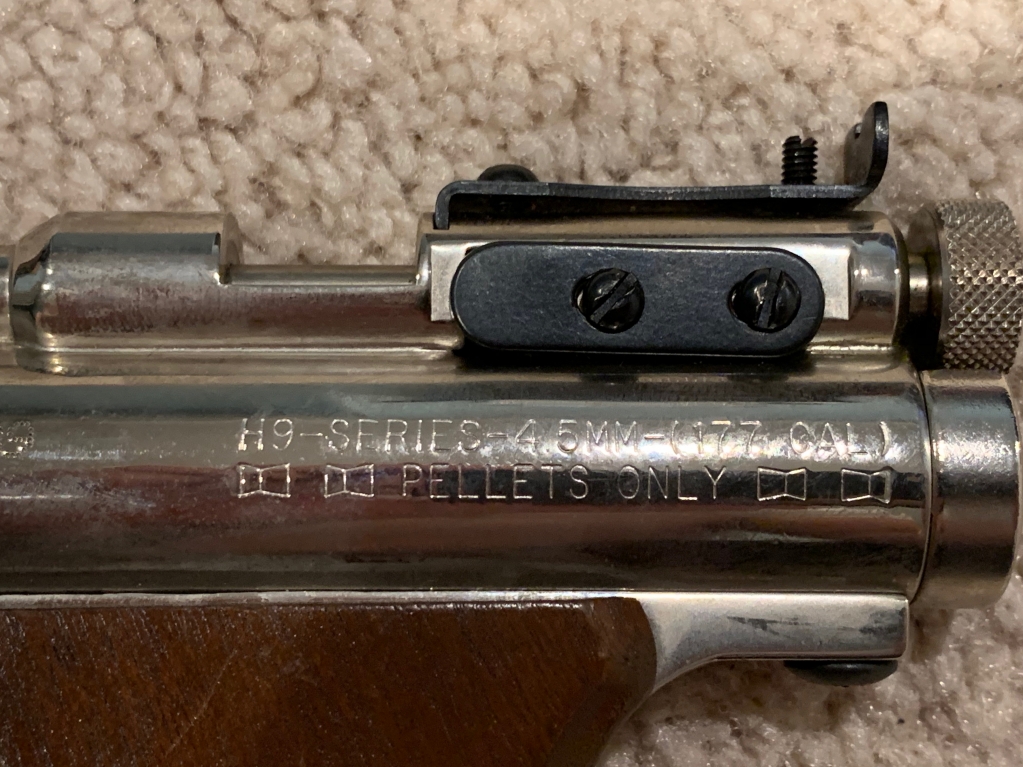 H9-SERIES-4.5MM-(.177 CAL)
PELLETS ONLY